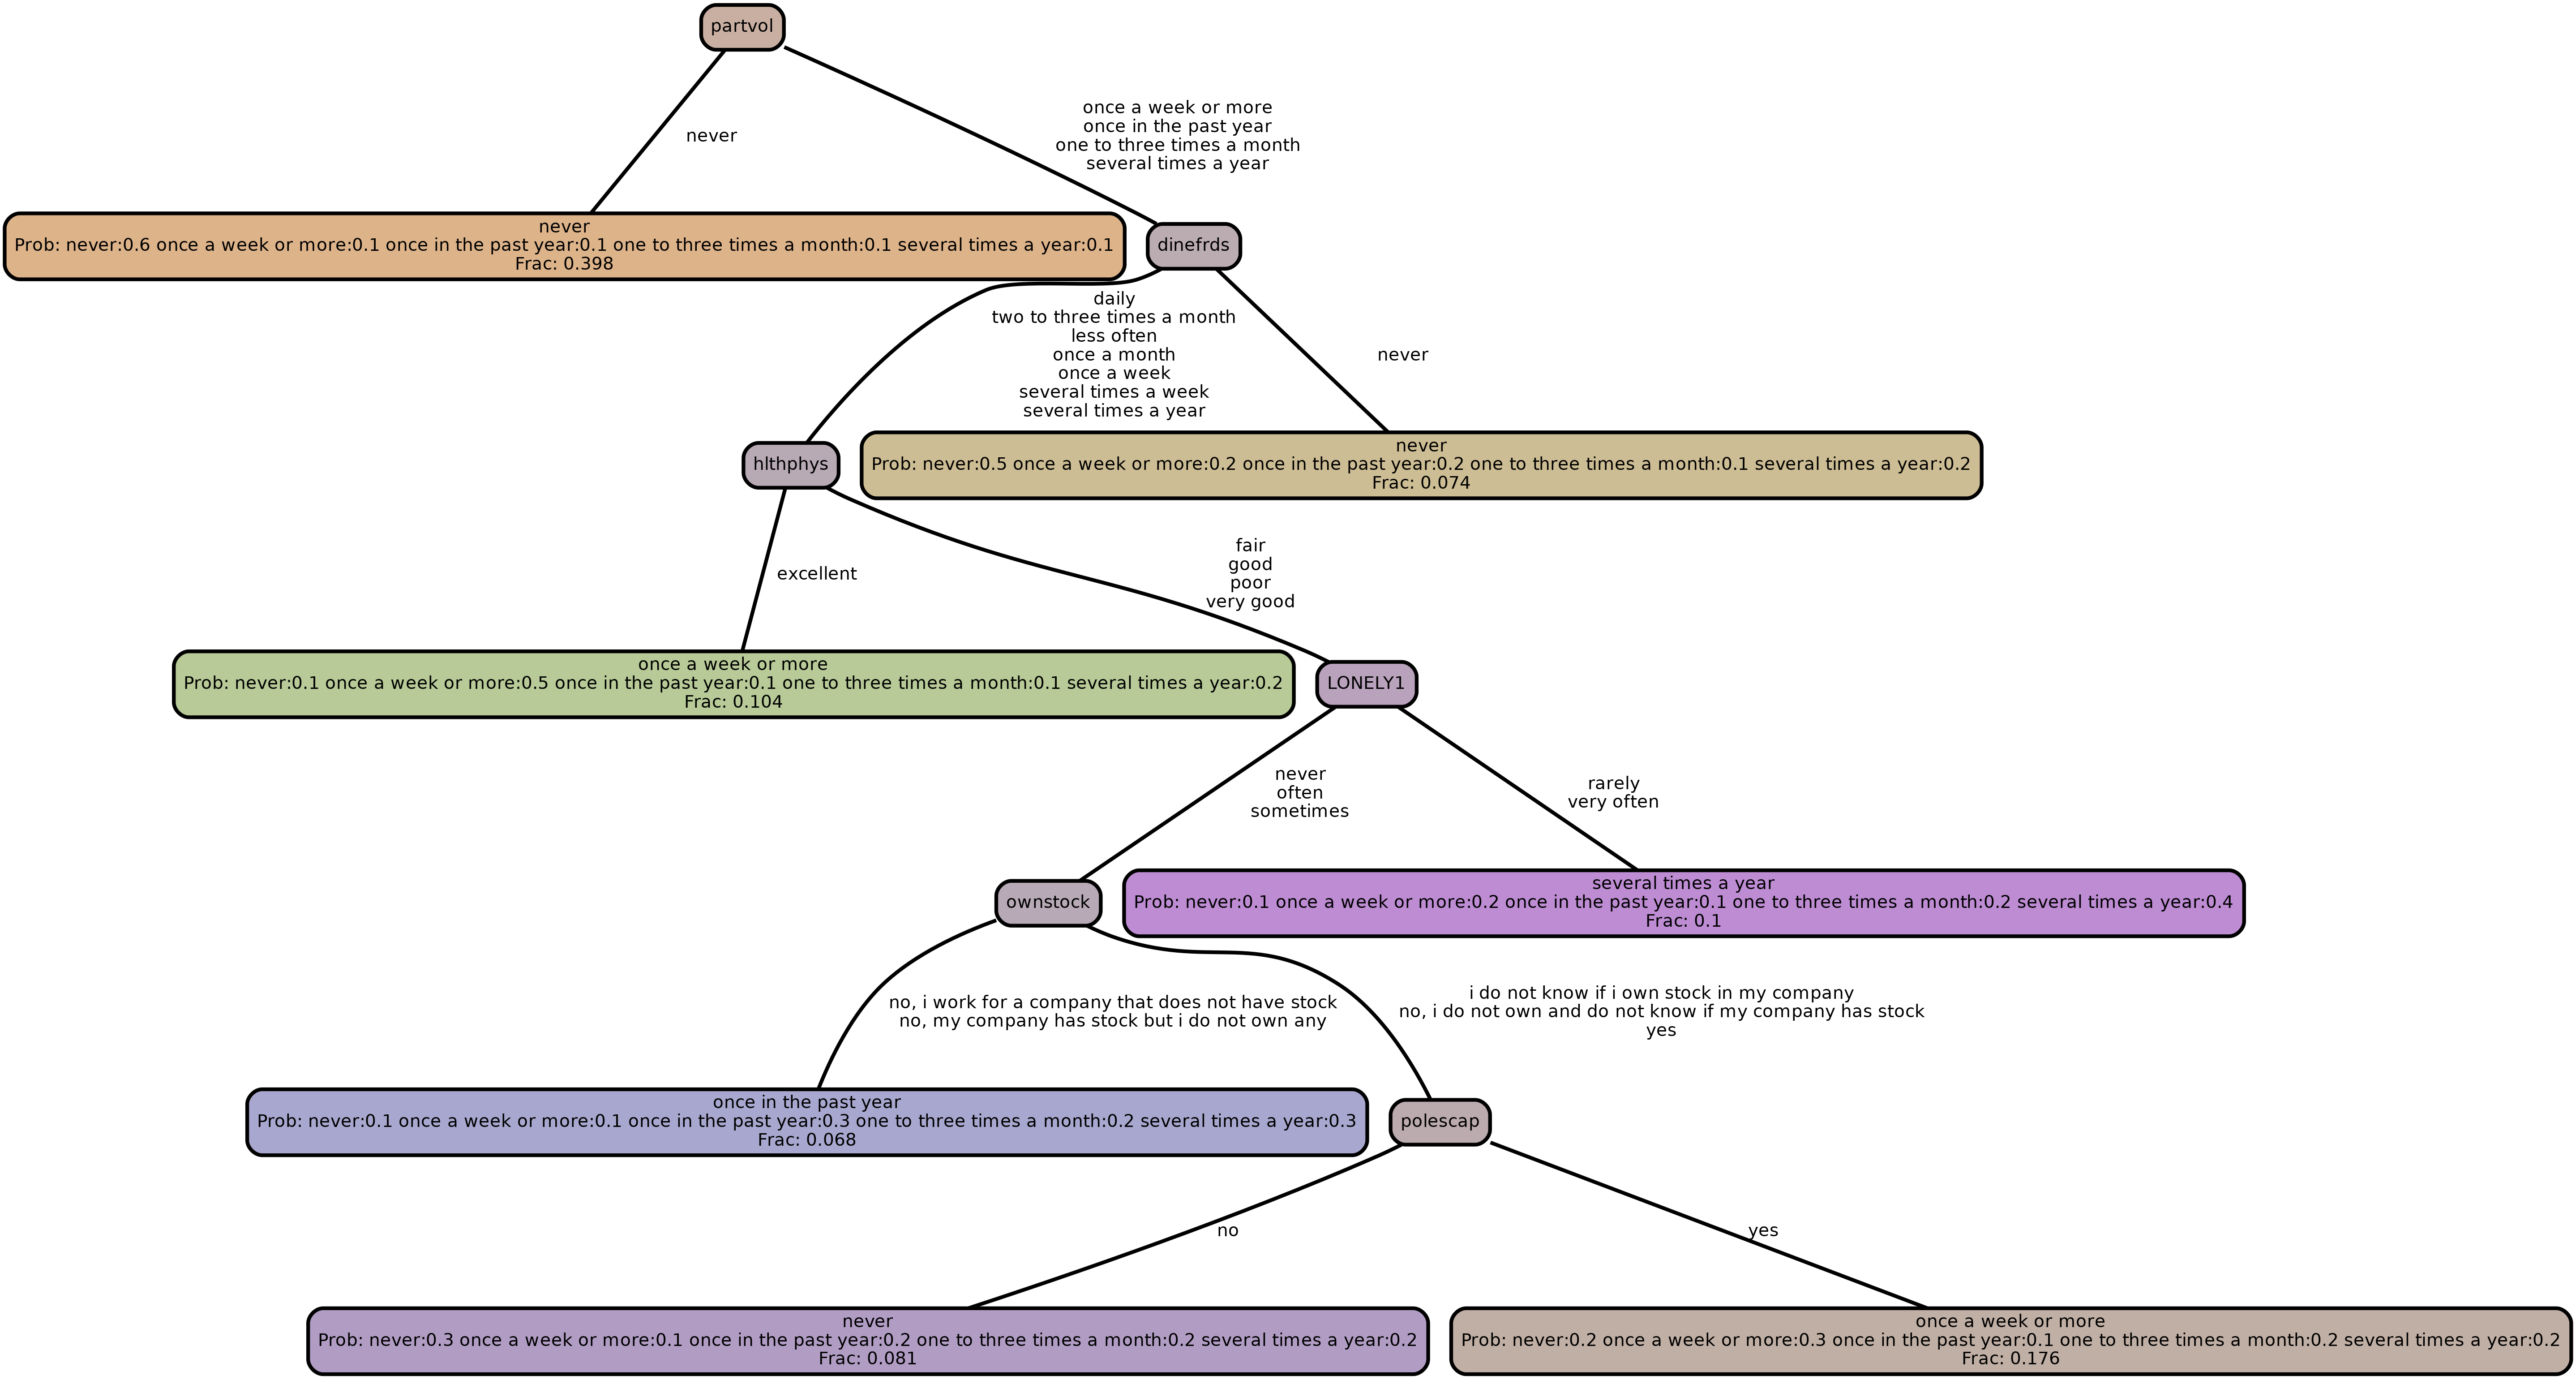 partvol
never
once a week or more
once in the past year
one to three times a month
several times a year
never
Prob: never:0.6 once a week or more:0.1 once in the past year:0.1 one to three times a month:0.1 several times a year:0.1
Frac: 0.398
dinefrds
daily
two to three times a month
less often
once a month
once a week
several times a week
several times a year
never
hlthphys
never
Prob: never:0.5 once a week or more:0.2 once in the past year:0.2 one to three times a month:0.1 several times a year:0.2
Frac: 0.074
excellent
fair
good
poor
very good
once a week or more
Prob: never:0.1 once a week or more:0.5 once in the past year:0.1 one to three times a month:0.1 several times a year:0.2
Frac: 0.104
LONELY1
never
often
sometimes
rarely
very often
ownstock
several times a year
Prob: never:0.1 once a week or more:0.2 once in the past year:0.1 one to three times a month:0.2 several times a year:0.4
Frac: 0.1
no, i work for a company that does not have stock
no, my company has stock but i do not own any
i do not know if i own stock in my company
no, i do not own and do not know if my company has stock
yes
once in the past year
Prob: never:0.1 once a week or more:0.1 once in the past year:0.3 one to three times a month:0.2 several times a year:0.3
Frac: 0.068
polescap
no
yes
never
Prob: never:0.3 once a week or more:0.1 once in the past year:0.2 one to three times a month:0.2 several times a year:0.2
Frac: 0.081
once a week or more
Prob: never:0.2 once a week or more:0.3 once in the past year:0.1 one to three times a month:0.2 several times a year:0.2
Frac: 0.176